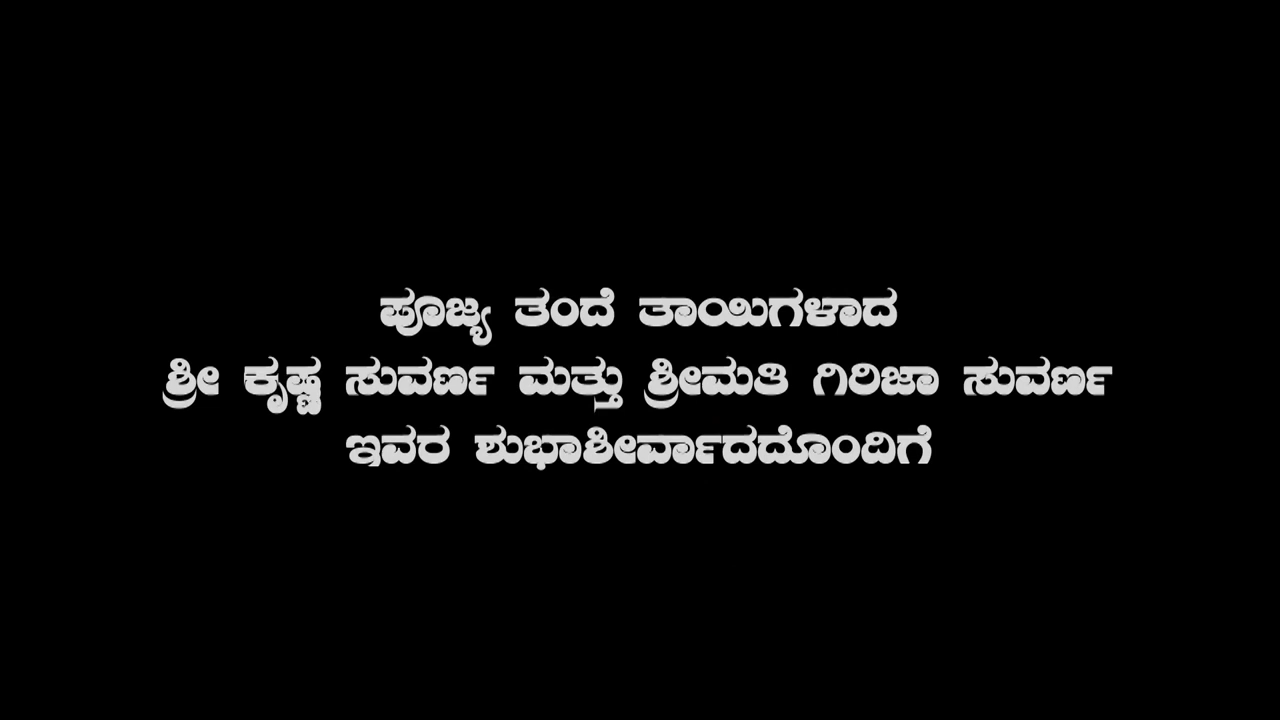 ಪೂಜ್ಯ ತಂದೆ ತಾಯಿಗಳಾದ
ಶ್ರೀ ಕೃಷ್ಣ ಸುವರ್ಣ ಮತ್ತು ಶ್ರೀಮತಿ ಗಿರಿಜಾ ಸುವರ್ಣ
ಇವರ ಶುಭಾಶೀರ್ವಾದದೊಂದಿಗೆ